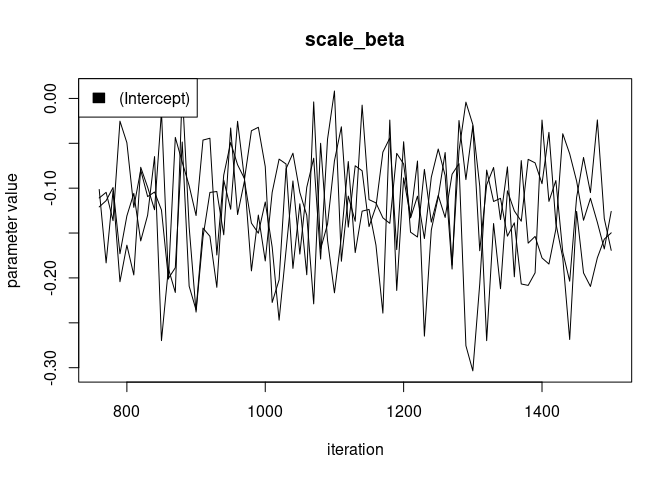 scale_beta
(Intercept)
0.00
-0.10
-0.20
-0.30
parameter value
800 1000 1200 1400
iteration